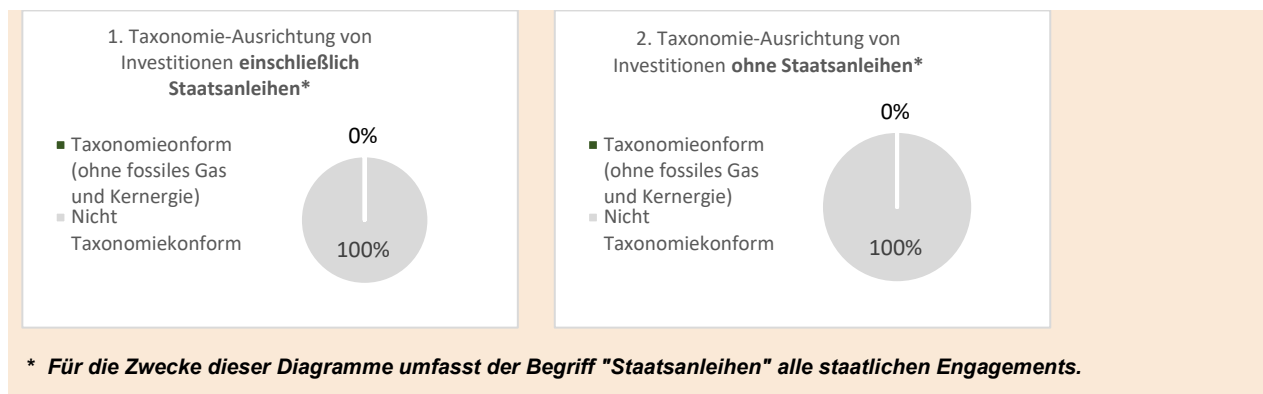 1. Taxonomie-Ausrichtung von
Investitionen einschließlich
Staatsanleihen*
Taxonomieonform
(ohne fossiles Gas
und Kernergie)
Nicht
Taxonomiekonform
0%
100%
2. Taxonomie-Ausrichtung von
Investitionen ohne Staatsanleihen*
Taxonomieonform
(ohne fossiles Gas
und Kernergie)
Nicht
Taxonomiekonform
0%
100%
* Für die Zwecke dieser Diagramme umfasst der Begriff "Staatsanleihen" alle staatlichen Engagements.